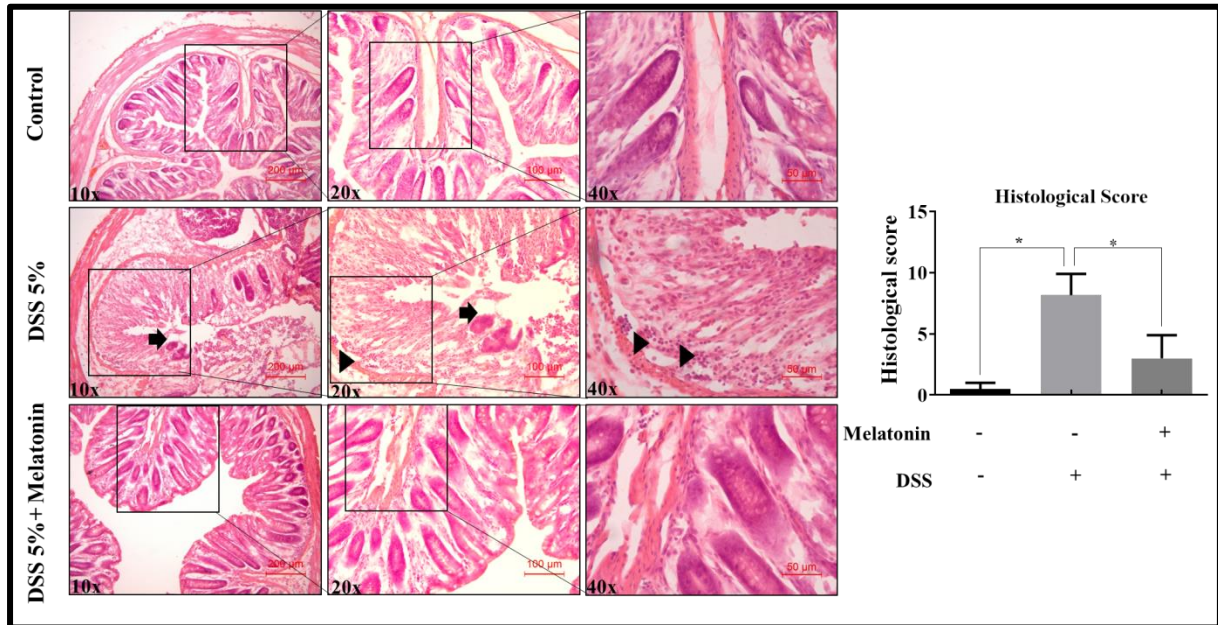 Control
10x
200 µm
20x
100 µm
40x
50 µm
DSS 5%
10x
200 µm
20x
100 µm
40x
50 µm
DSS 5%+ Melatonin
10x
200 µm
20x
100 µm
40x
50 µm
Histological Score
Histological score
15
10
5
0
* *
Melatonin - - +
DSS - + +